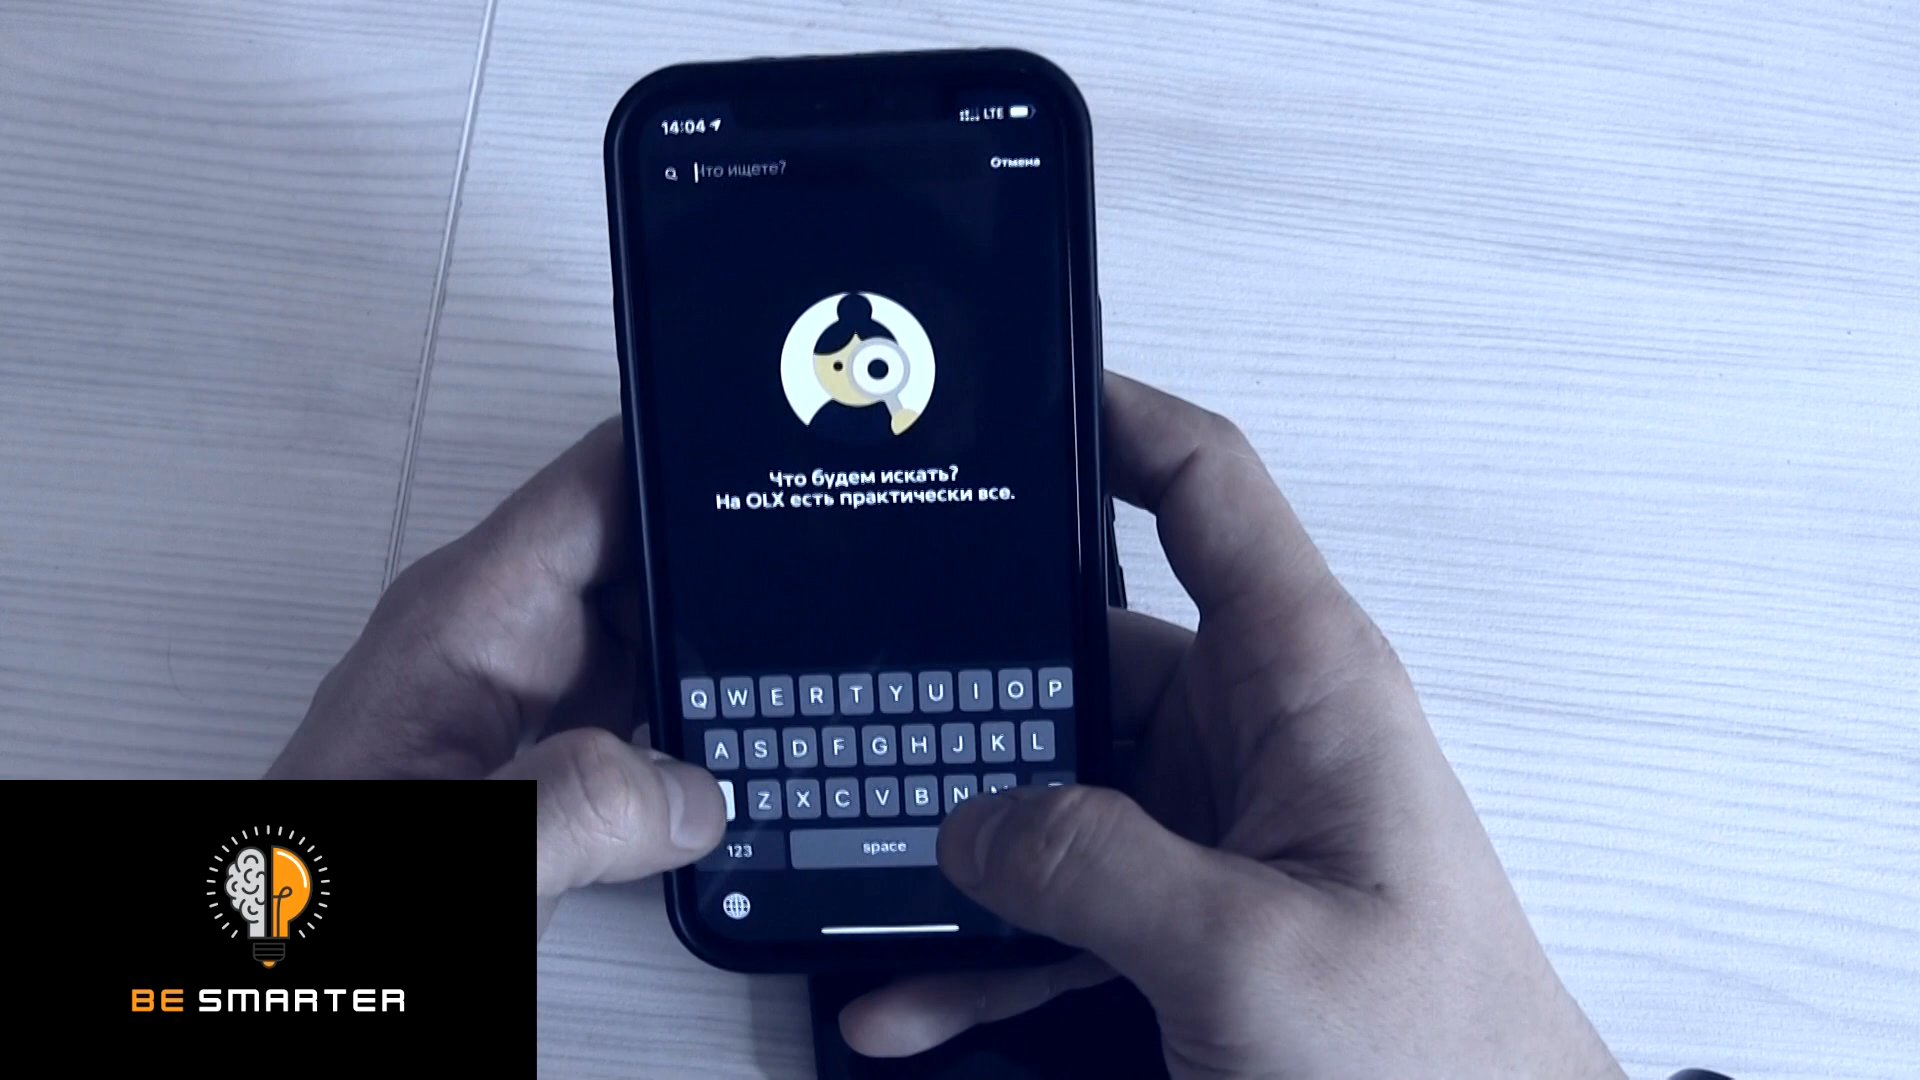 14:04
LTE
Что ищете?
Отмена
Что будем искать?
На OLX есть практически все.
Q W E R T Y U I O P
A S D F G H J K L
Z X C V B N
123
space
BE SMARTER